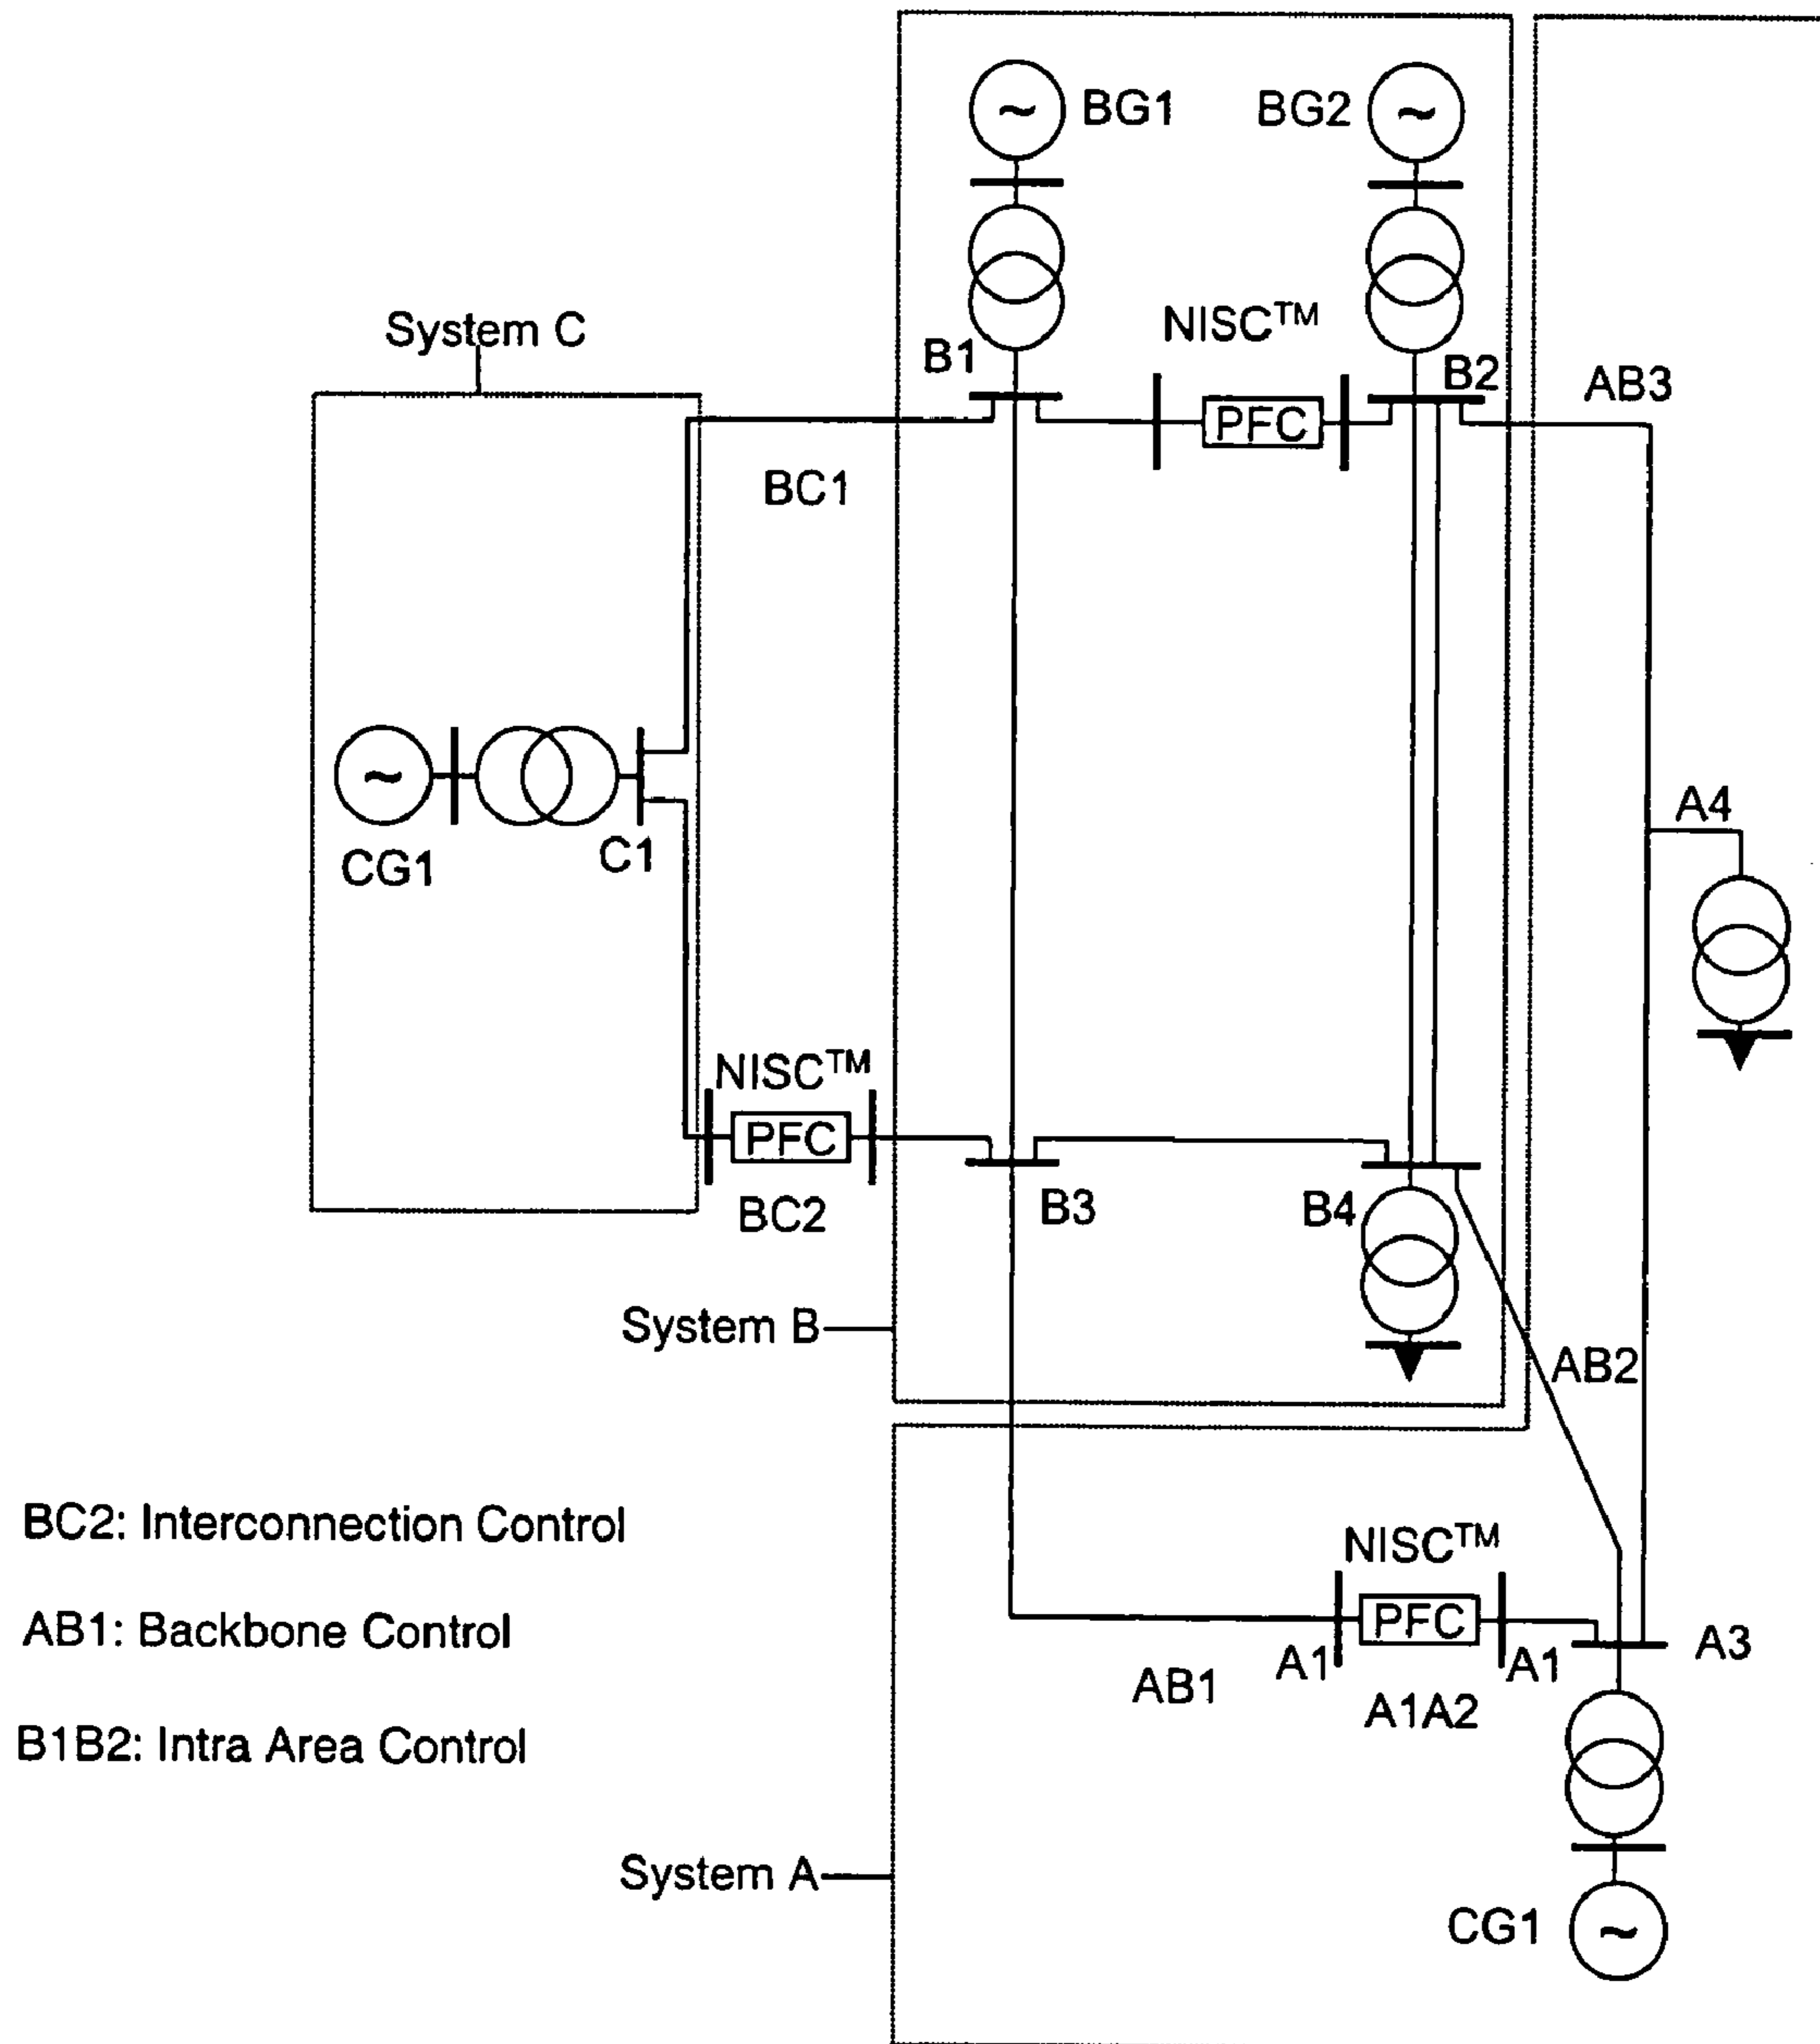 BG1
BG2
System C
NISC™
B1
PFC
B2
AB3
BC1
A4
CG1
C1
NISC™
PFC
BC2
B3
B4
System B
AB2
BC2: Interconnection Control
AB1: Backbone Control
B1B2: Intra Area Control
NISC™
PFC
A1
A1
A3
AB1
A1A2
System A
CG1